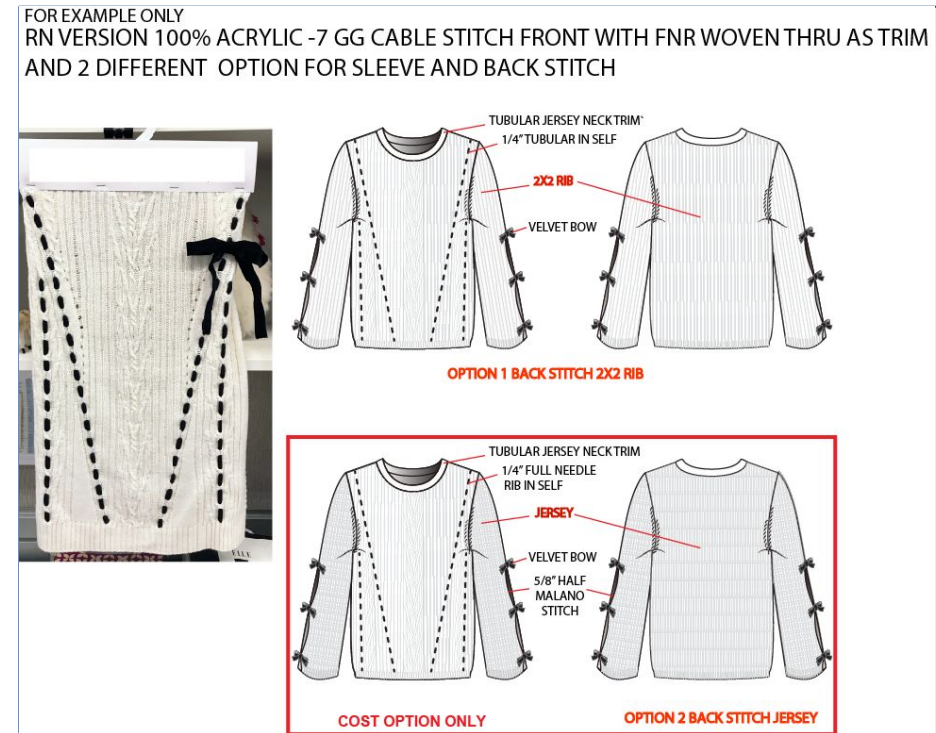 FOR EXAMPLE ONLY
RN VERSION 100% ACRYLIC -7 GG CABLE STITCH FRONT WITH FNR WOVEN THRU AS TRIM
AND 2 DIFFERENT OPTION FOR SLEEVE AND BACK STITCH
TUBULAR JERSEY NECK TRIM`
1/4" TUBULAR IN SELF
2X2 RIB
VELVET BOW
OPTION 1 BACK STITCH 2X2 RIB
TUBULAR JERSEY NECK TRIM
1/4" FULL NEEDLE
RIB IN SELF
JERSEY
VELVET BOW
5/8" HALF
MALANO
STITCH
ELLE
COST OPTION ONLY
OPTION 2 BACK STITCH JERSEY